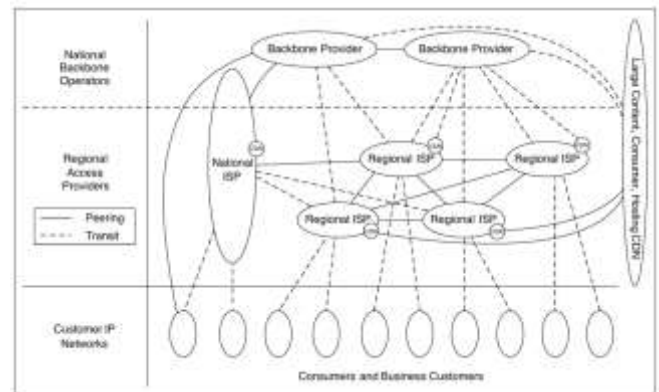 National
Backbone
Operators
Backbone Provider
Backbone Provider
Large Content, Consumer, Hosting CDN
Regional
Access
Providers
National
ISP
Regional ISP
Regional ISP
Regional ISP
Regional ISP
Peering
Transit
Customer IP
Networks
Consumers and Business Customers